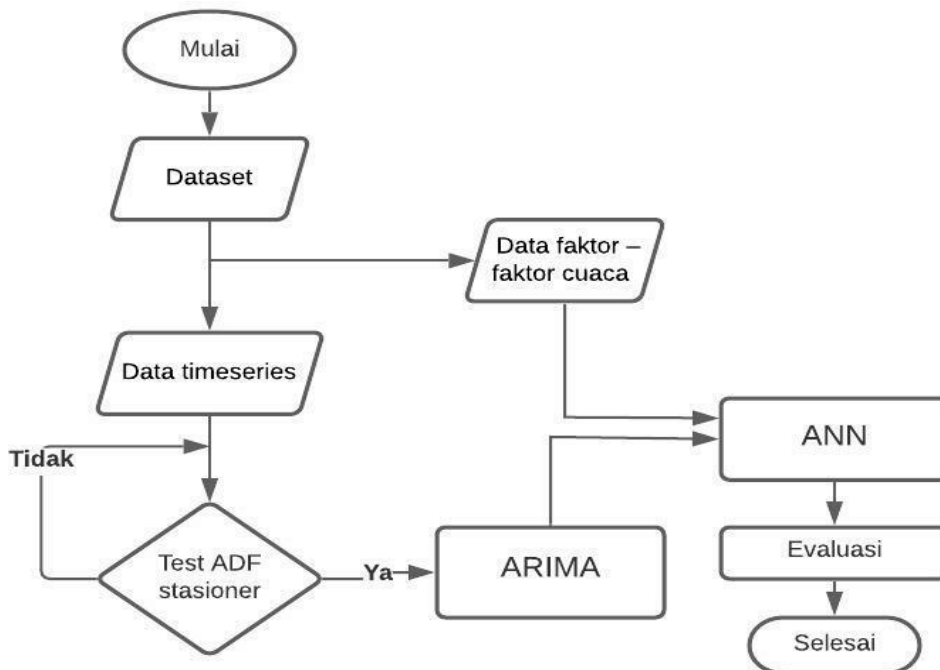 Mulai
Dataset
Data faktor –
faktor cuaca
Data timeseries
Tidak
Test ADF
stasioner
Ya
ARIMA
ANN
Evaluasi
Selesai